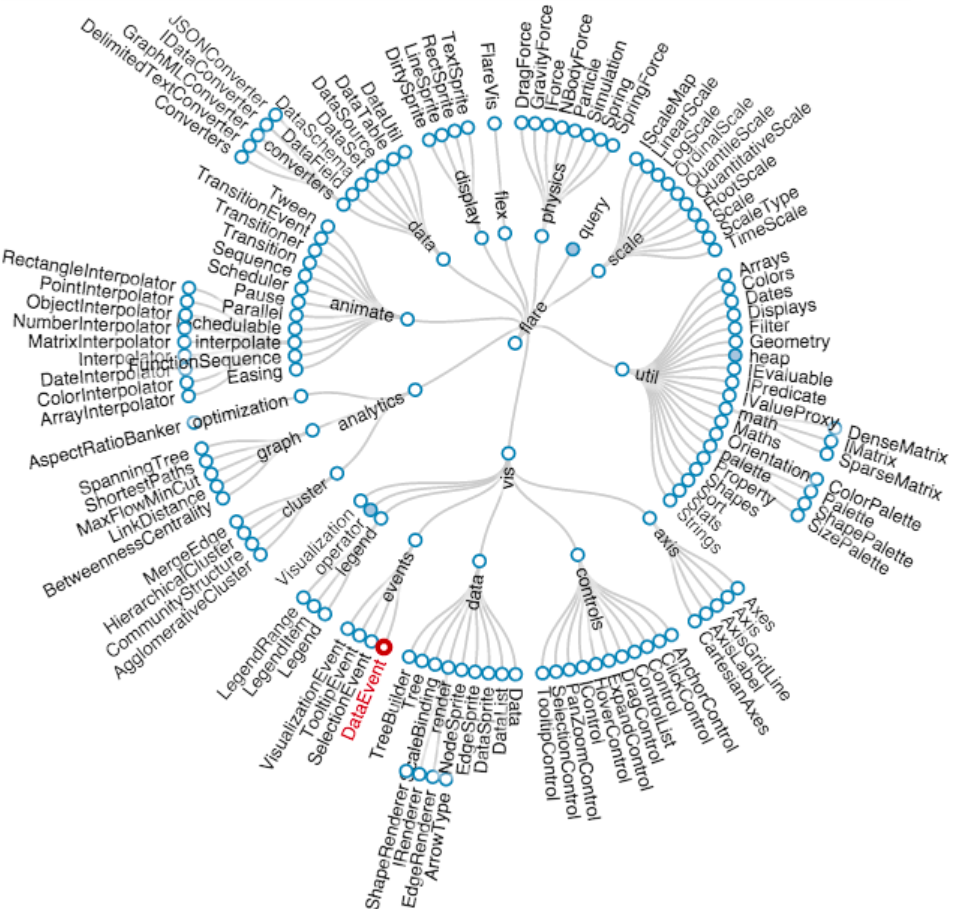 flare
analytics
cluster
AgglomerativeCluster
CommunityStructure
HierarchicalCluster
MergeEdge
graph
BetweennessCentrality
LinkDistance
MaxFlowMinCut
ShortestPaths
SpanningTree
optimization
AspectRatioBanker
animate
Easing
FunctionSequence
interpolate
ArrayInterpolator
ColorInterpolator
DateInterpolator
Interpolator
MatrixInterpolator
NumberInterpolator
ObjectInterpolator
PointInterpolator
RectangleInterpolator
Parallel
Pause
Scheduler
Sequence
Transition
Transitioner
TransitionEvent
Tween
data
converters
Converters
DelimitedTextConverter
GraphMLConverter
IDataConverter
JSONConverter
DataField
DataSchema
DataSet
DataSource
DataTable
DataUtil
display
DirtySprite
LineSprite
RectSprite
TextSprite
flex
FlareVis
physics
DragForce
GravityForce
IForce
NBodyForce
Particle
Simulation
Spring
SpringForce
query
scale
IScaleMap
LinearScale
LogScale
OrdinalScale
QuantileScale
QuantitativeScale
RootScale
Scale
ScaleType
TimeScale
util
Arrays
Colors
Dates
Displays
Filter
Geometry
heap
IEvaluable
IPredicate
IValueProxy
math
DenseMatrix
IMatrix
SparseMatrix
Maths
Orientation
palette
ColorPalette
Palette
ShapePalette
SizePalette
Property
Shapes
Sort
Stats
Strings
vis
axis
Axes
Axis
AxisGridLine
AxisLabel
CartesianAxes
controls
AnchorControl
ClickControl
Control
ControlList
DragControl
ExpandControl
HoverControl
IControl
PanZoomControl
SelectionControl
TooltipControl
data
Data
DataList
DataSprite
EdgeSprite
NodeSprite
render
ArrowType
EdgeRenderer
IRenderer
ShapeRenderer
Tree
TreeBuilder
events
DataEvent
SelectionEvent
TooltipEvent
VisualizationEvent
legend
Legend
LegendItem
LegendRange
operator
Visualization